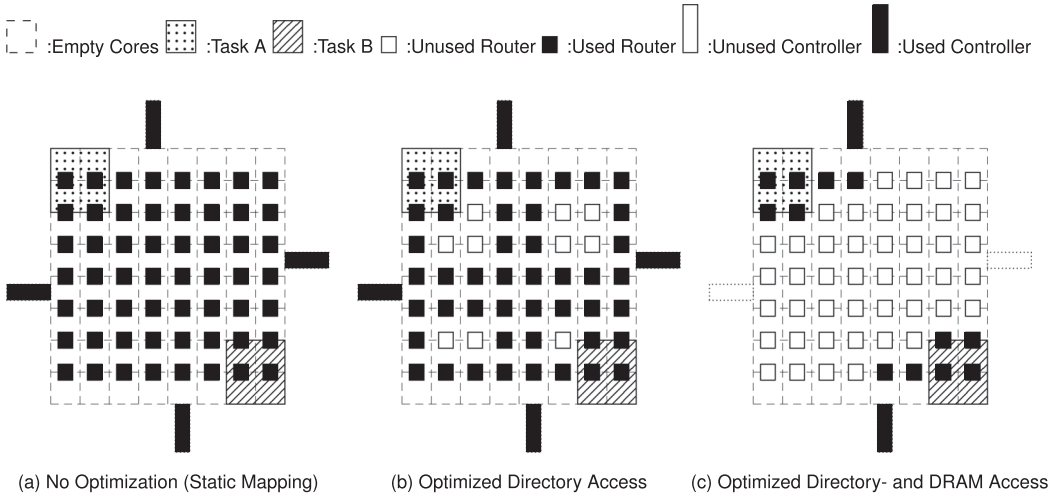 :Empty Cores :Task A :Task B :Unused Router :Used Router :Unused Controller :Used Controller
(a) No Optimization (Static Mapping) (b) Optimized Directory Access (c) Optimized Directory- and DRAM Access